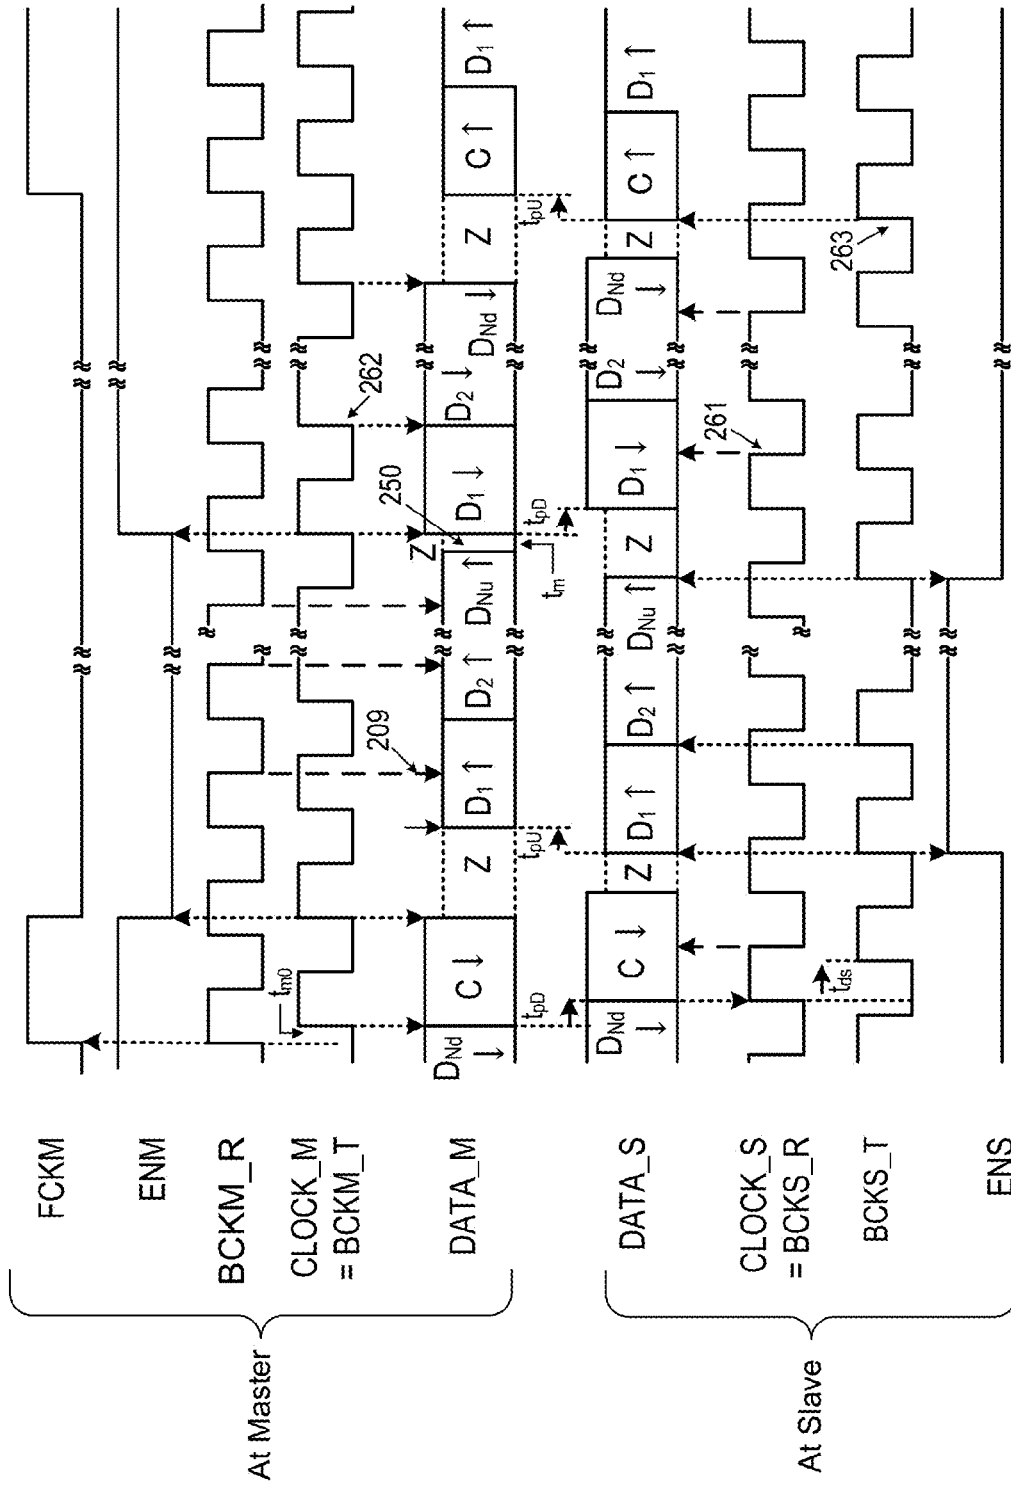 At Master
FCKM
ENM
BCKM_R
CLOCK_M
= BCKM_T
DATA_M
tm0
209
262
250
DNd ↓
C ↓
Z
D1 ↑
D2 ↑
DNu ↑
Z
D1 ↓
D2 ↓
DNd ↓
Z
C ↑
D1 ↑
tpD
tpU
tm
tpD
tpU
At Slave
DATA_S
CLOCK_S
= BCKS_R
BCKS_T
ENS
DNd ↓
C ↓
Z
D1 ↑
D2 ↑
DNu ↑
Z
D1 ↓
D2 ↓
DNd ↓
Z
C ↑
D1 ↑
261
tds
263